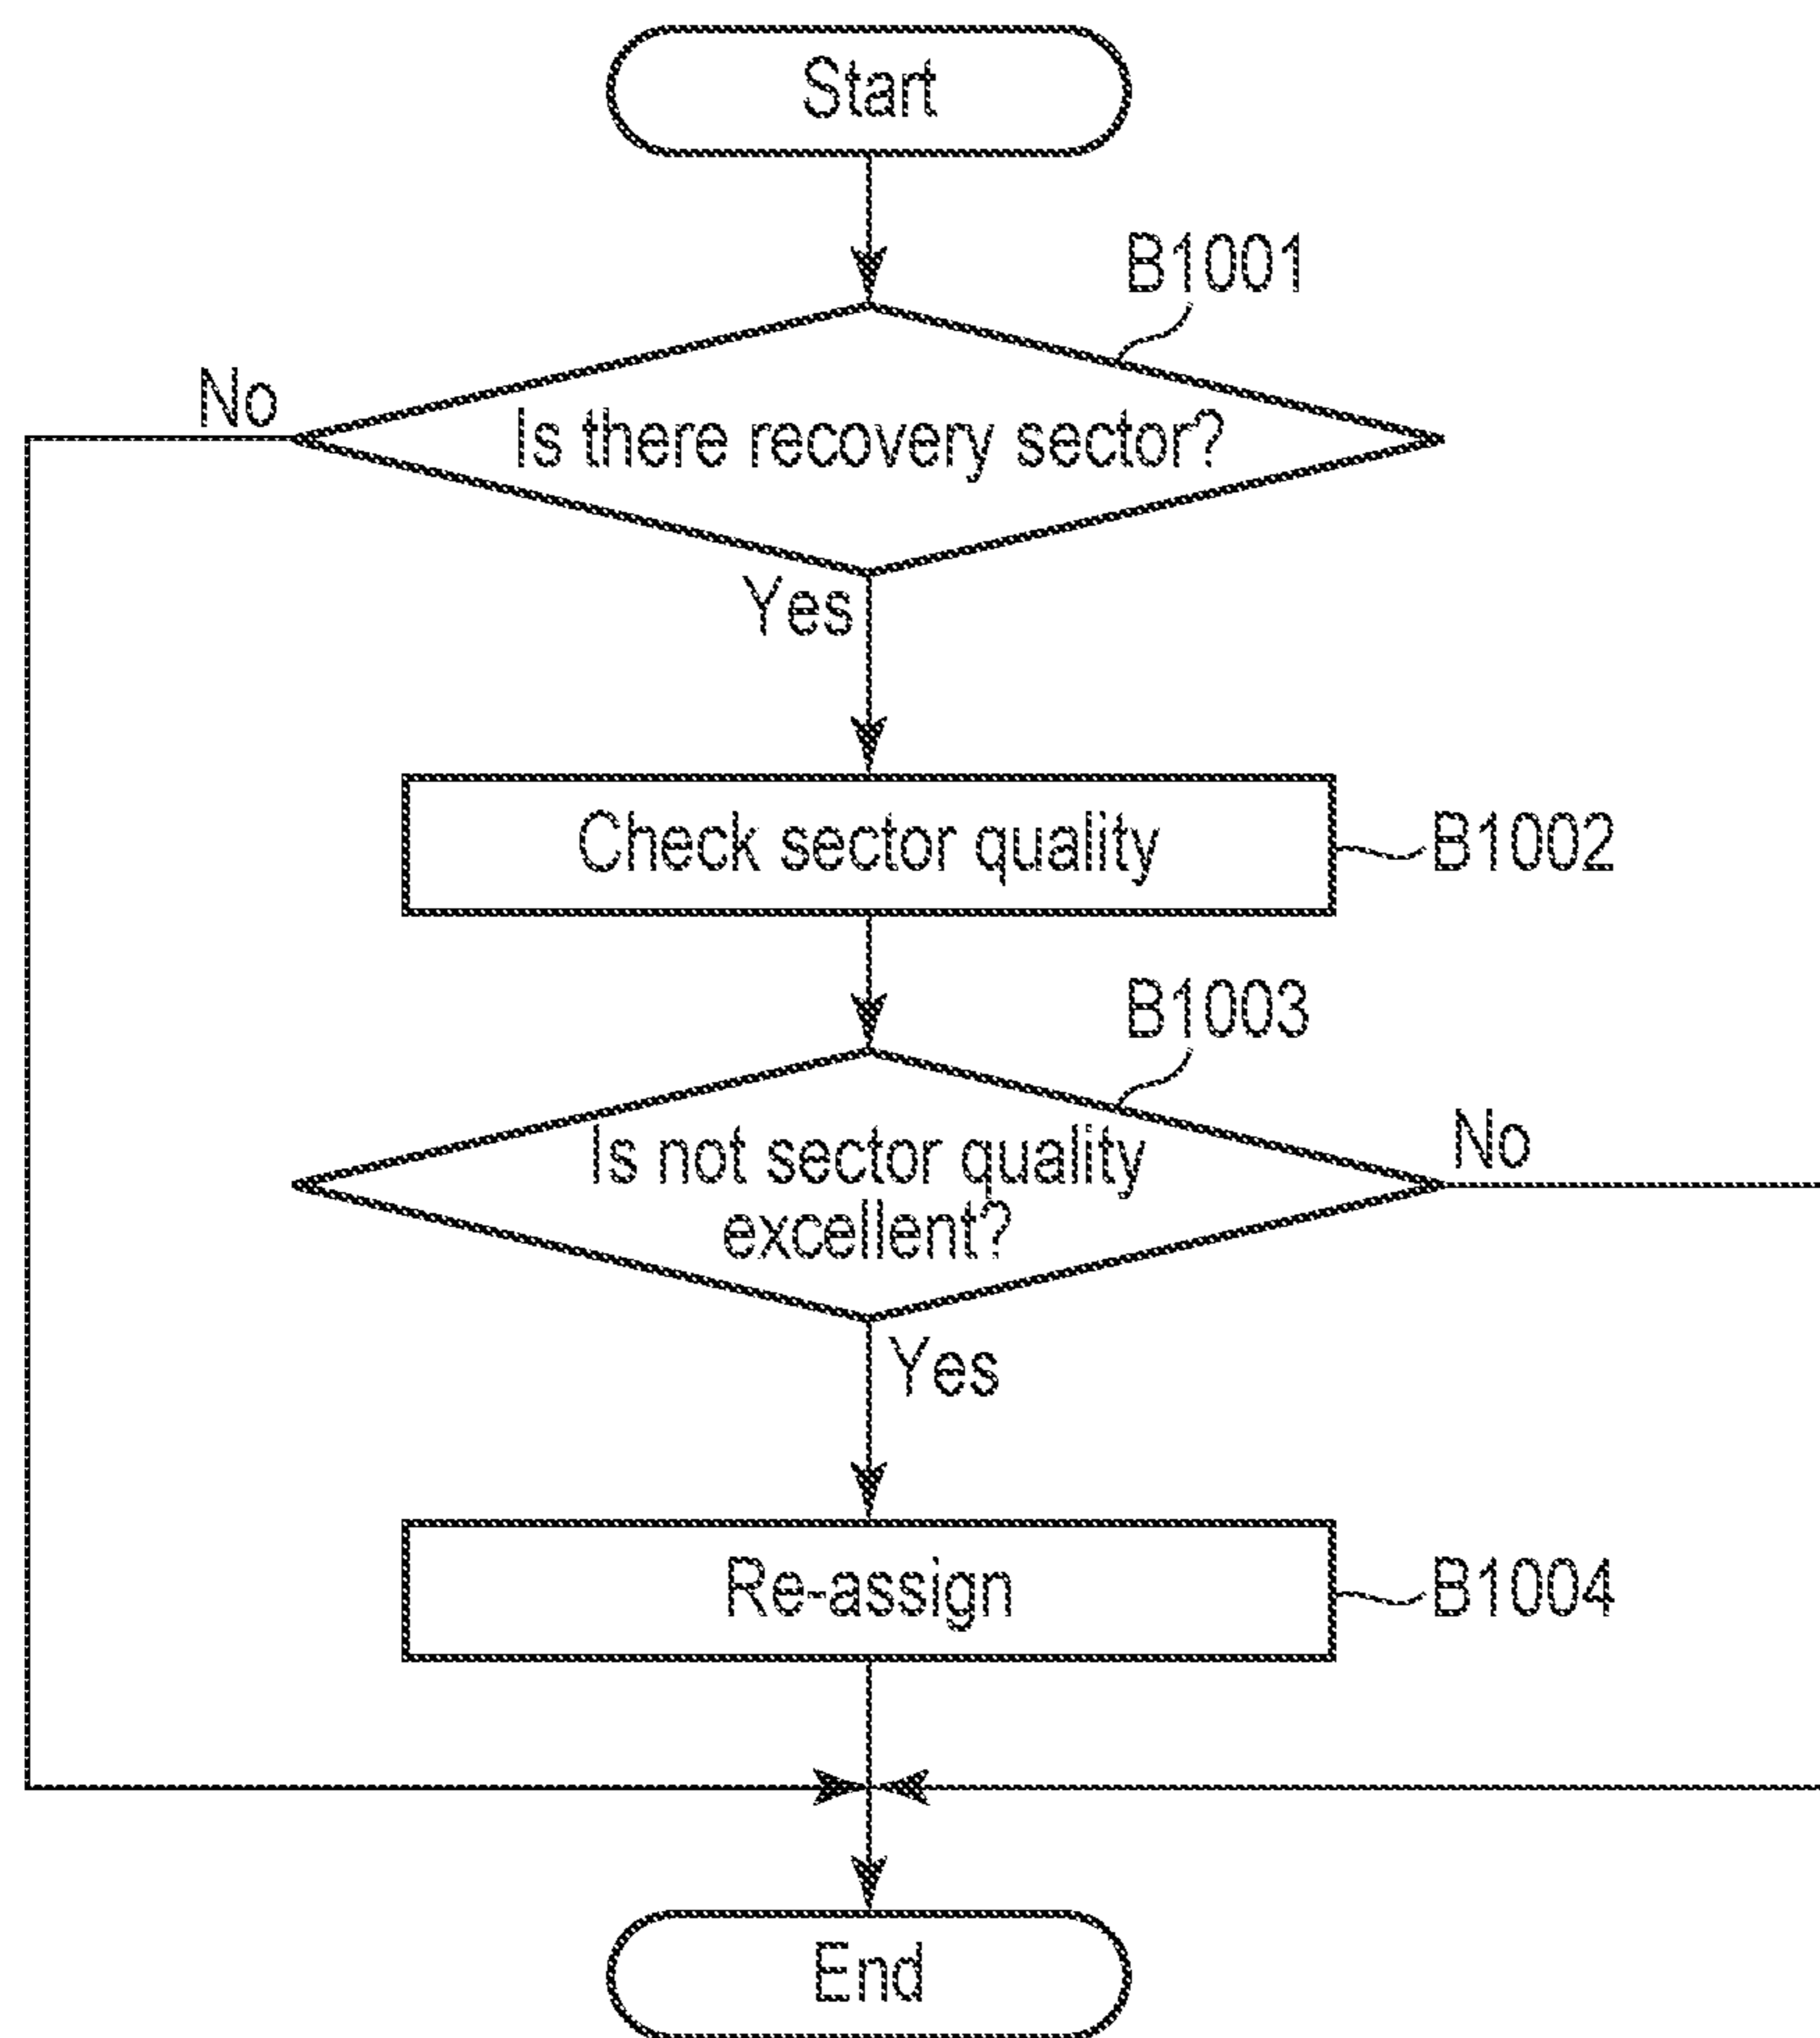 Start
B1001
No
Is there recovery sector?
Yes
Check sector quality
B1002
B1003
Is not sector quality
excellent?
No
Yes
Re-assign
B1004
End